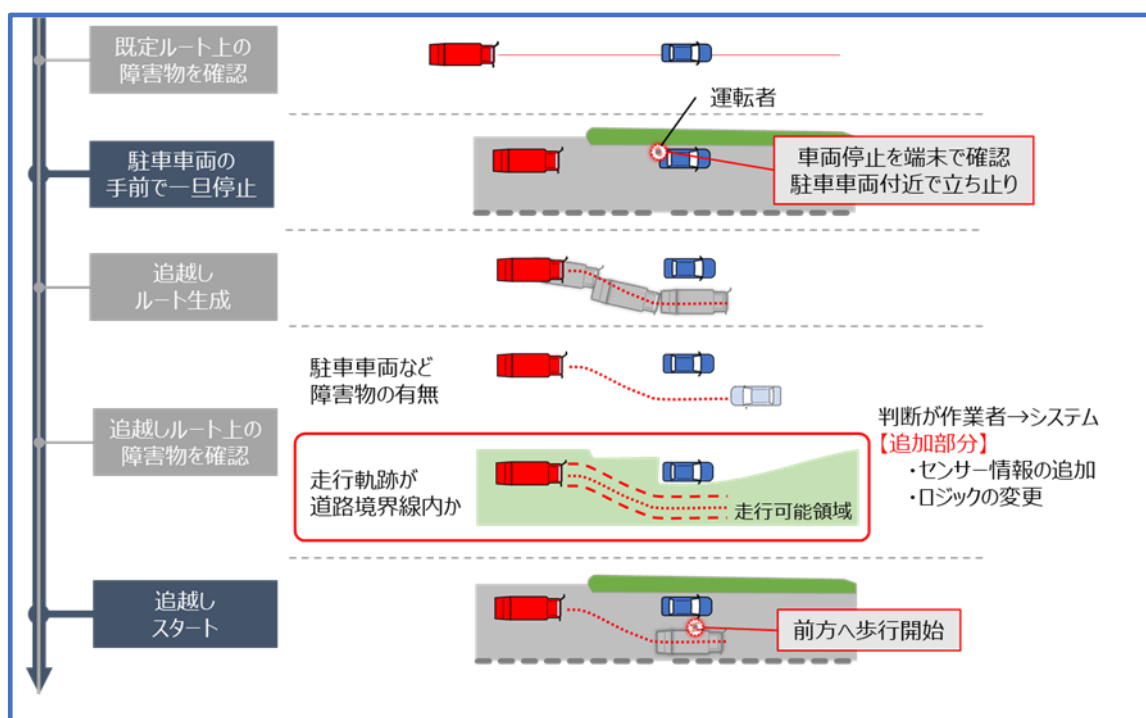 既定ルート上の
障害物を確認
運転者
駐車車両の
手前で一旦停止
車両停止を端末で確認
駐車車両付近で立ち止り
追越し
ルート生成
駐車車両など
障害物の有無
追越しルート上の
障害物を確認
判断が作業者→システム
【追加部分】
・センサー情報の追加
・ロジックの変更
走行軌跡が
道路境界線内か
走行可能領域
追越し
スタート
前方へ歩行開始